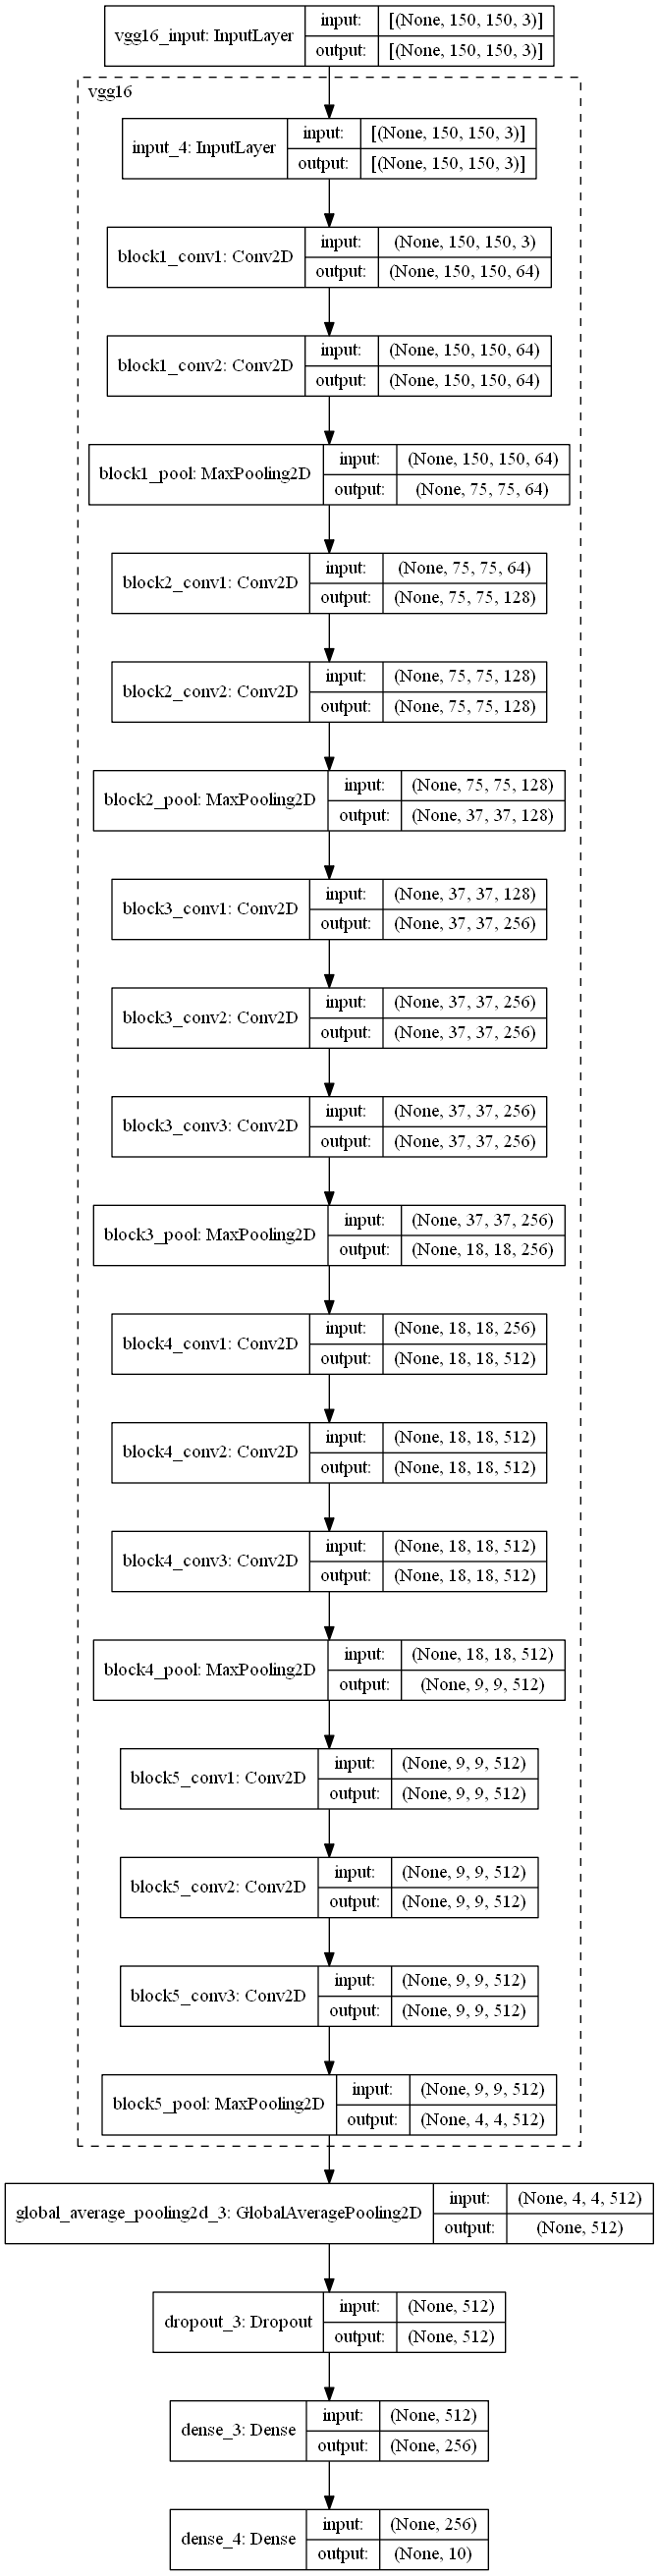 vgg16_input: InputLayer
input: [(None, 150, 150, 3)]
output: [(None, 150, 150, 3)]
vgg16
input_4: InputLayer
input: [(None, 150, 150, 3)]
output: [(None, 150, 150, 3)]
block1_conv1: Conv2D
input: (None, 150, 150, 3)
output: (None, 150, 150, 64)
block1_conv2: Conv2D
input: (None, 150, 150, 64)
output: (None, 150, 150, 64)
block1_pool: MaxPooling2D
input: (None, 150, 150, 64)
output: (None, 75, 75, 64)
block2_conv1: Conv2D
input: (None, 75, 75, 64)
output: (None, 75, 75, 128)
block2_conv2: Conv2D
input: (None, 75, 75, 128)
output: (None, 75, 75, 128)
block2_pool: MaxPooling2D
input: (None, 75, 75, 128)
output: (None, 37, 37, 128)
block3_conv1: Conv2D
input: (None, 37, 37, 128)
output: (None, 37, 37, 256)
block3_conv2: Conv2D
input: (None, 37, 37, 256)
output: (None, 37, 37, 256)
block3_conv3: Conv2D
input: (None, 37, 37, 256)
output: (None, 37, 37, 256)
block3_pool: MaxPooling2D
input: (None, 37, 37, 256)
output: (None, 18, 18, 256)
block4_conv1: Conv2D
input: (None, 18, 18, 256)
output: (None, 18, 18, 512)
block4_conv2: Conv2D
input: (None, 18, 18, 512)
output: (None, 18, 18, 512)
block4_conv3: Conv2D
input: (None, 18, 18, 512)
output: (None, 18, 18, 512)
block4_pool: MaxPooling2D
input: (None, 18, 18, 512)
output: (None, 9, 9, 512)
block5_conv1: Conv2D
input: (None, 9, 9, 512)
output: (None, 9, 9, 512)
block5_conv2: Conv2D
input: (None, 9, 9, 512)
output: (None, 9, 9, 512)
block5_conv3: Conv2D
input: (None, 9, 9, 512)
output: (None, 9, 9, 512)
block5_pool: MaxPooling2D
input: (None, 9, 9, 512)
output: (None, 4, 4, 512)
global_average_pooling2d_3: GlobalAveragePooling2D
input: (None, 4, 4, 512)
output: (None, 512)
dropout_3: Dropout
input: (None, 512)
output: (None, 512)
dense_3: Dense
input: (None, 512)
output: (None, 256)
dense_4: Dense
input: (None, 256)
output: (None, 10)